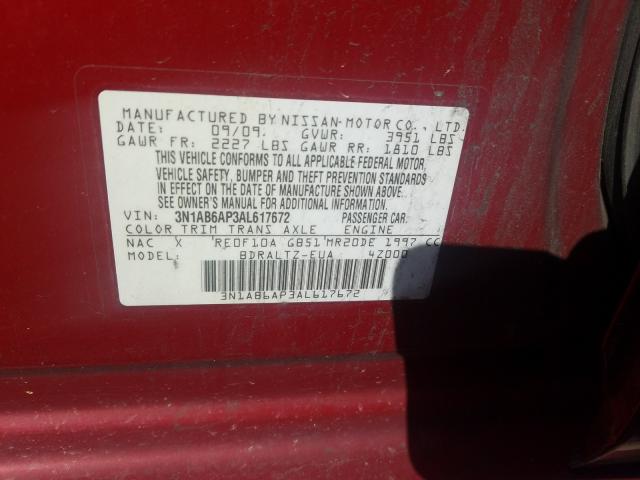 MANUFACTURED BY NISSAN MOTOR CO., LTD.
DATE: 09/09. GVWR: 3951 LBS
GAWR FR: 2227 LBS GAWR RR: 1810 LBS
THIS VEHICLE CONFORMS TO ALL APPLICABLE FEDERAL MOTOR
VEHICLE SAFETY, BUMPER AND THEFT PREVENTION STANDARDS
IN EFFECT ON THE DATE OF MANUFACTURE SHOWN ABOVE.
SEE OWNER'S MANUAL FOR ADDITIONAL INFORMATION.
VIN: 3N1AB6AP3AL617672 PASSENGER CAR.
COLOR TRIM TRANS AXLE ENGINE
NAC X RE0F10A GB51 MR20DE 1997 CC
MODEL: BDRALTZ-EUA 4Z000
3N1AB6AP3AL617672